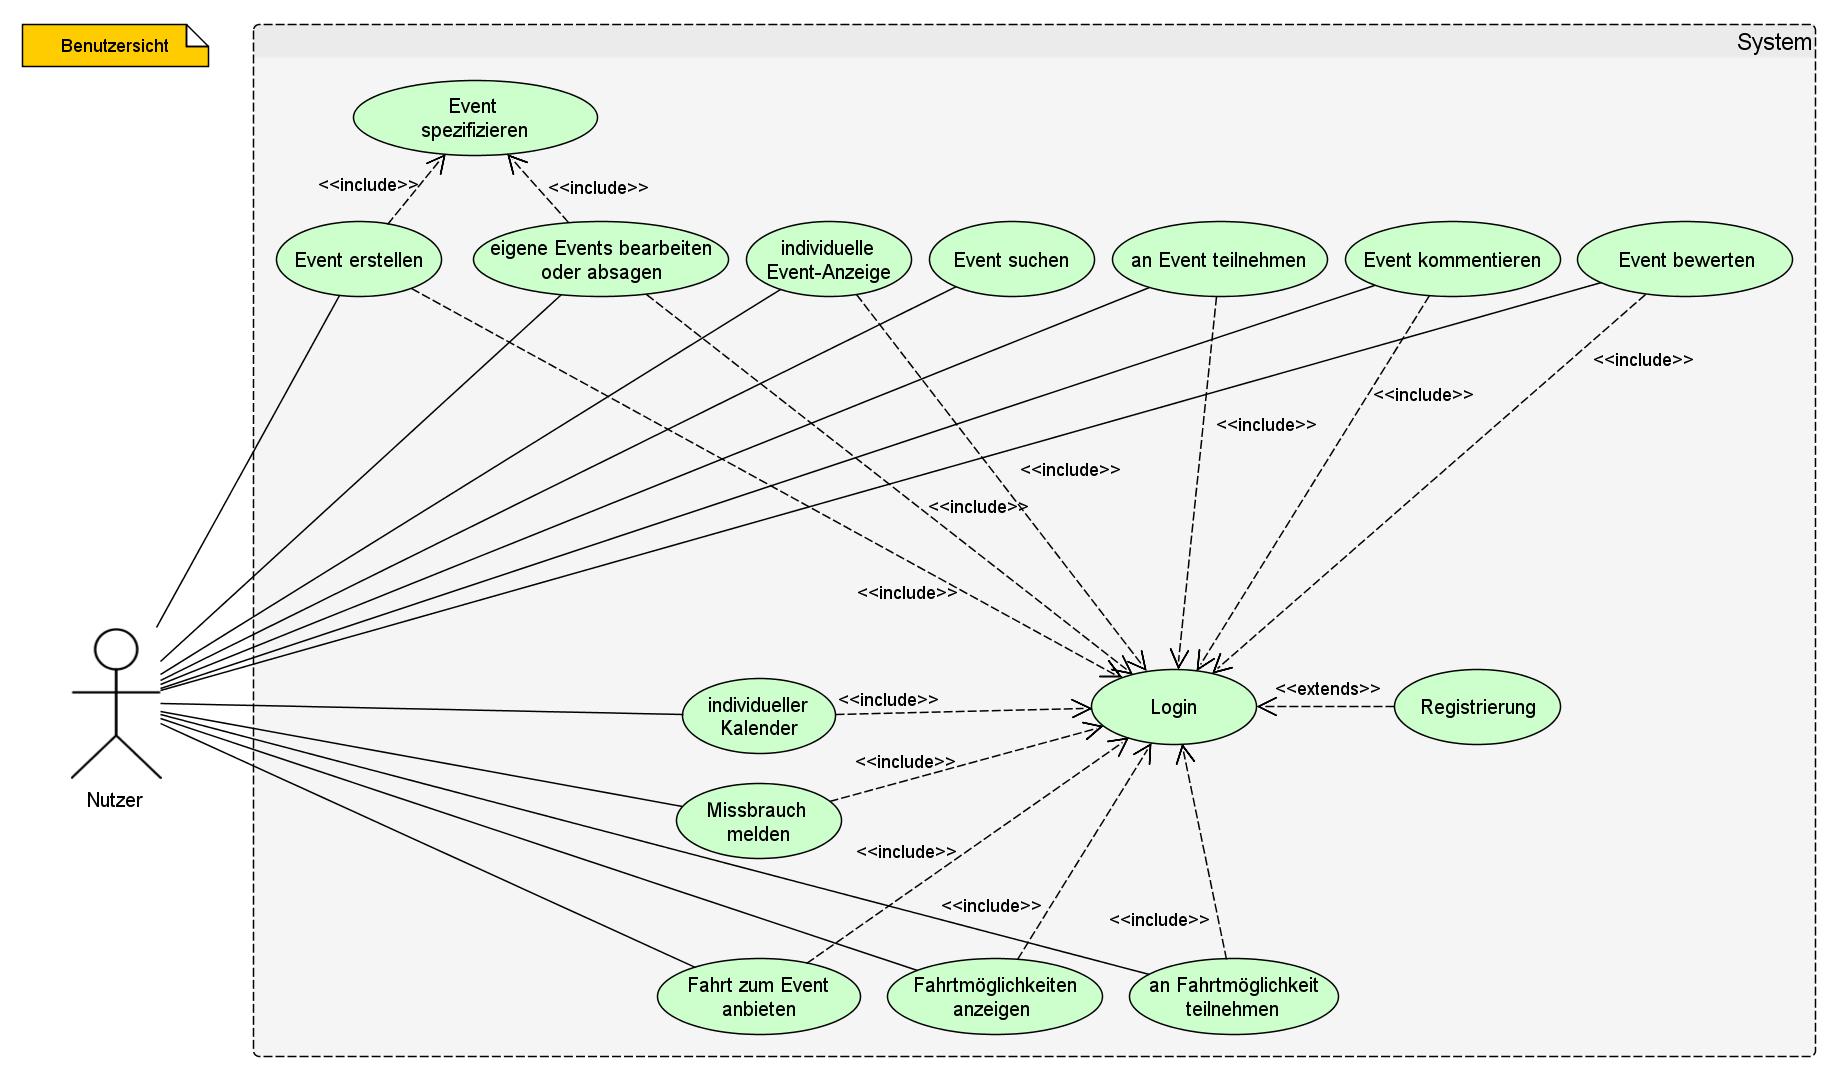 Benutzersicht
System
Event
spezifizieren
<<include>>
<<include>>
Event erstellen
eigene Events bearbeiten
oder absagen
individuelle
Event-Anzeige
Event suchen
an Event teilnehmen
Event kommentieren
Event bewerten
<<include>>
<<include>>
<<include>>
<<include>>
<<include>>
<<include>>
Nutzer
individueller
Kalender
<<include>>
Login
<<extends>>
Registrierung
<<include>>
Missbrauch
melden
<<include>>
<<include>>
<<include>>
Fahrt zum Event
anbieten
Fahrtmöglichkeiten
anzeigen
an Fahrtmöglichkeit
teilnehmen